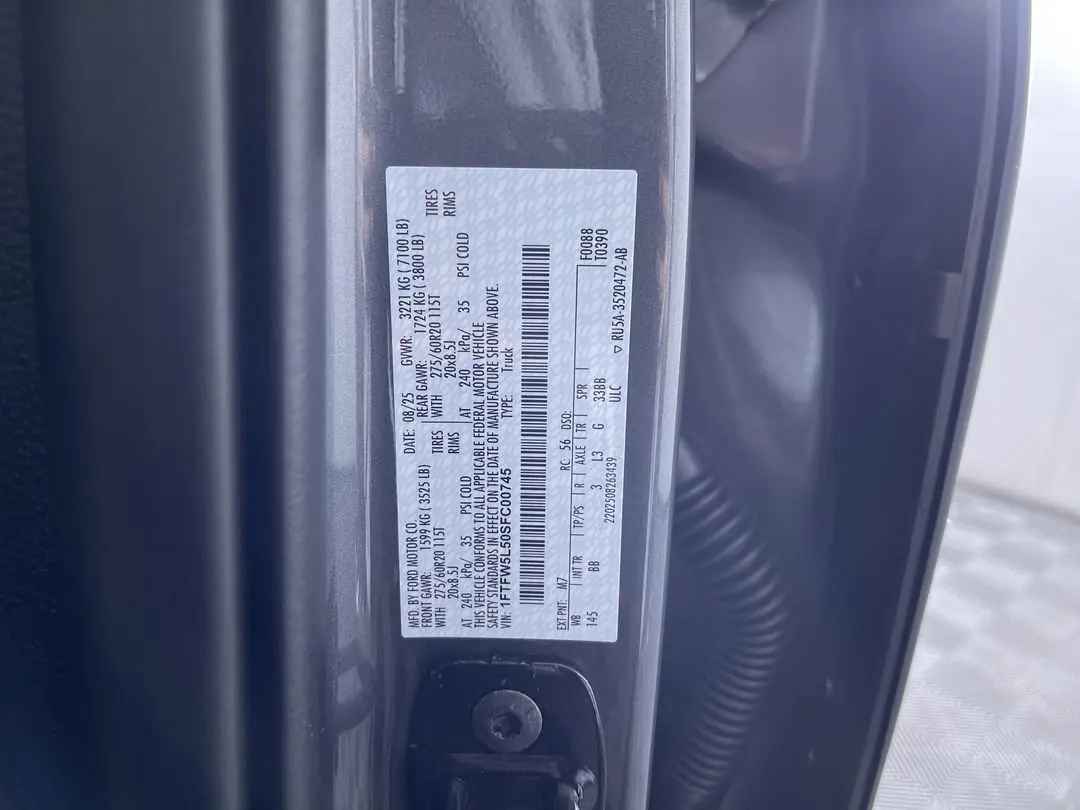 MFD. BY FORD MOTOR CO. DATE: 08/25 GVWR: 3221 KG ( 7100 LB)
FRONT GAWR: 1599 KG ( 3525 LB) REAR GAWR: 1724 KG ( 3800 LB)
WITH 275/60R20 115T TIRES WITH 275/60R20 115T TIRES
20x8.5J RIMS 20x8.5J RIMS
AT 240 kPa/ 35 PSI COLD AT 240 kPa/ 35 PSI COLD
THIS VEHICLE CONFORMS TO ALL APPLICABLE FEDERAL MOTOR VEHICLE
SAFETY STANDARDS IN EFFECT ON THE DATE OF MANUFACTURE SHOWN ABOVE.
VIN: 1FTFW5L50SFC00745 TYPE: Truck
EXT PNT: M7 RC: 56 DSO: F0088
WB INT TR TP/PS R AXLE TR SPR T0390
145 BB 3 L3 G 33BB
2202508263439 ULC ▽ RU5A-3520472-AB